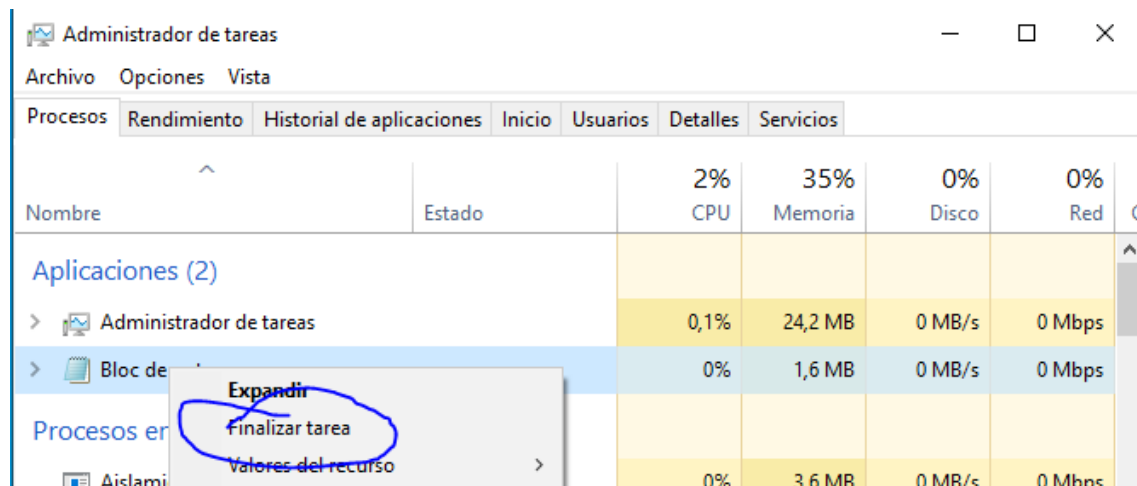 Administrador de tareas
Archivo Opciones Vista
Procesos Rendimiento Historial de aplicaciones Inicio Usuarios Detalles Servicios
2% 35% 0% 0%
Nombre Estado CPU Memoria Disco Red
Aplicaciones (2)
Administrador de tareas 0,1% 24,2 MB 0 MB/s 0 Mbps
Bloc de 0% 1,6 MB 0 MB/s 0 Mbps
Expandir
Finalizar tarea
Procesos en
Valores del recurso
Aislami 0% 3,6 MB 0 MB/s 0 Mbps